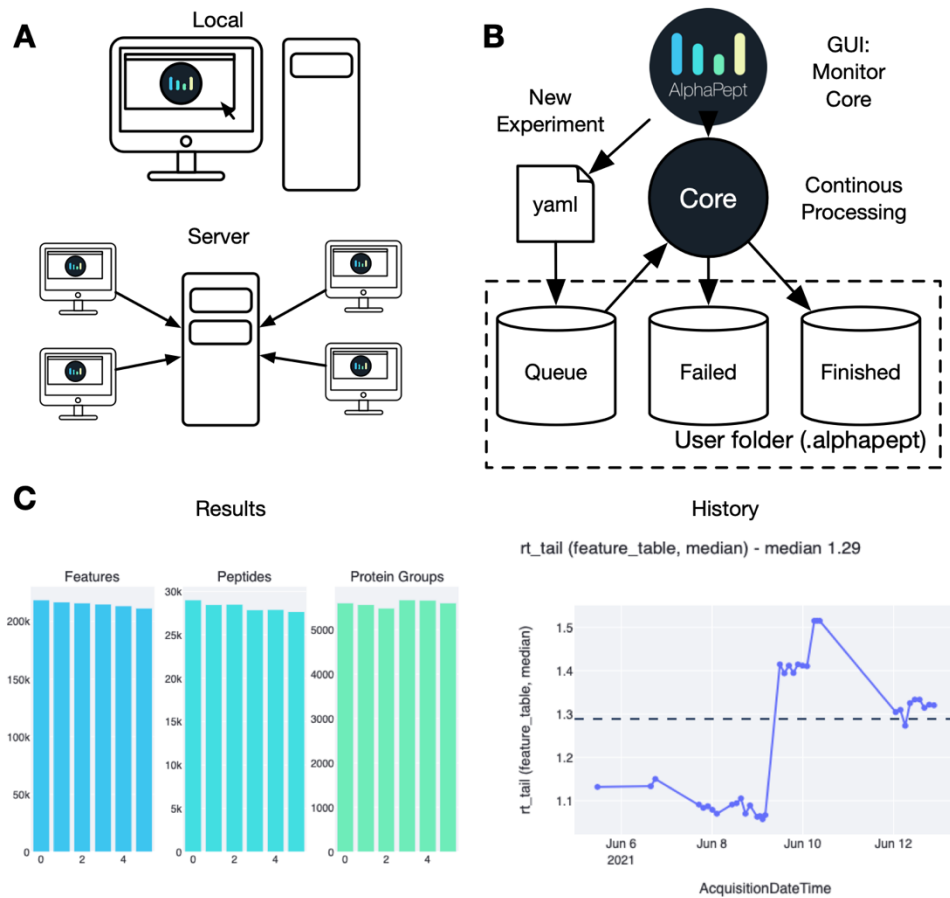 A
Local
Server
B
AlphaPept
GUI:
Monitor
Core
New
Experiment
yaml
Core
Continous
Processing
Queue
Failed
Finished
User folder (.alphapept)
C
Results
Features
200k
150k
100k
50k
0
0 2 4
Peptides
30k
25k
20k
15k
10k
5k
0
0 2 4
Protein Groups
5000
4000
3000
2000
1000
0
0 2 4
History
rt_tail (feature_table, median) - median 1.29
rt_tail (feature_table, median)
1.5
1.4
1.3
1.2
1.1
Jun 6
2021
Jun 8
Jun 10
Jun 12
AcquisitionDateTime